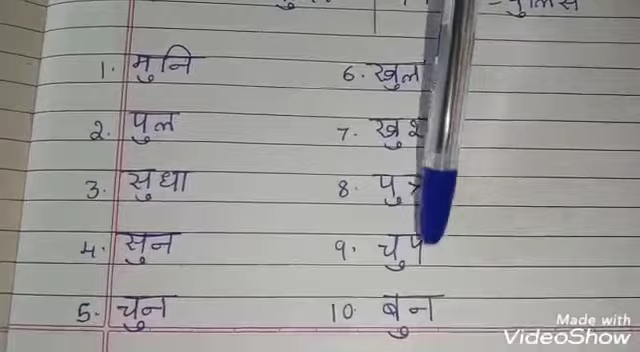 1. मुनि
2. पुल
3. सुधा
4. सुन
5. चुन
6. खुल
7.
8.
9. चुप
10. बुन
Made with
VideoShow